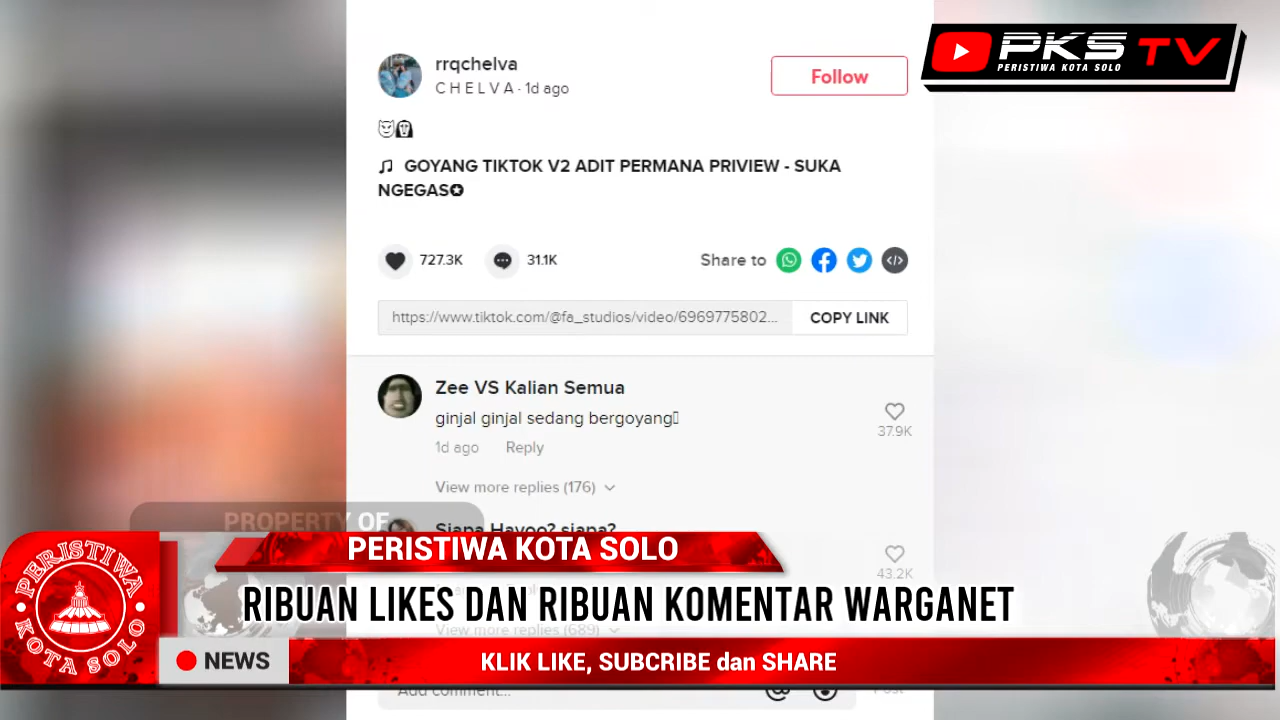 PKS TV
PERISTIWA KOTA SOLO
rrqchelva
C H E L V A · 1d ago
Follow
GOYANG TIKTOK V2 ADIT PERMANA PRIVIEW - SUKA
NGEGAS✪
727.3K
31.1K
Share to
https://www.tiktok.com/@fa_studios/video/6969775802...
COPY LINK
Zee VS Kalian Semua
ginjal ginjal sedang bergoyang
37.9K
1d ago Reply
View more replies (176)
PROPERTY OF
Siapa Hayoo? siapa?
PERISTIWA KOTA SOLO
43.2K
RIBUAN LIKES DAN RIBUAN KOMENTAR WARGANET
View more replies (689)
PERISTIWA KOTA SOLO
NEWS
KLIK LIKE, SUBCRIBE dan SHARE
Add comment...
Post